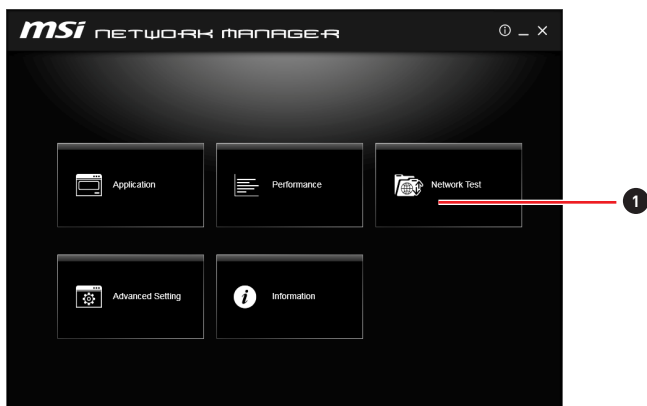 msi NETWORK MANAGER
Application
Performance
Network Test
1
Advanced Setting
Information